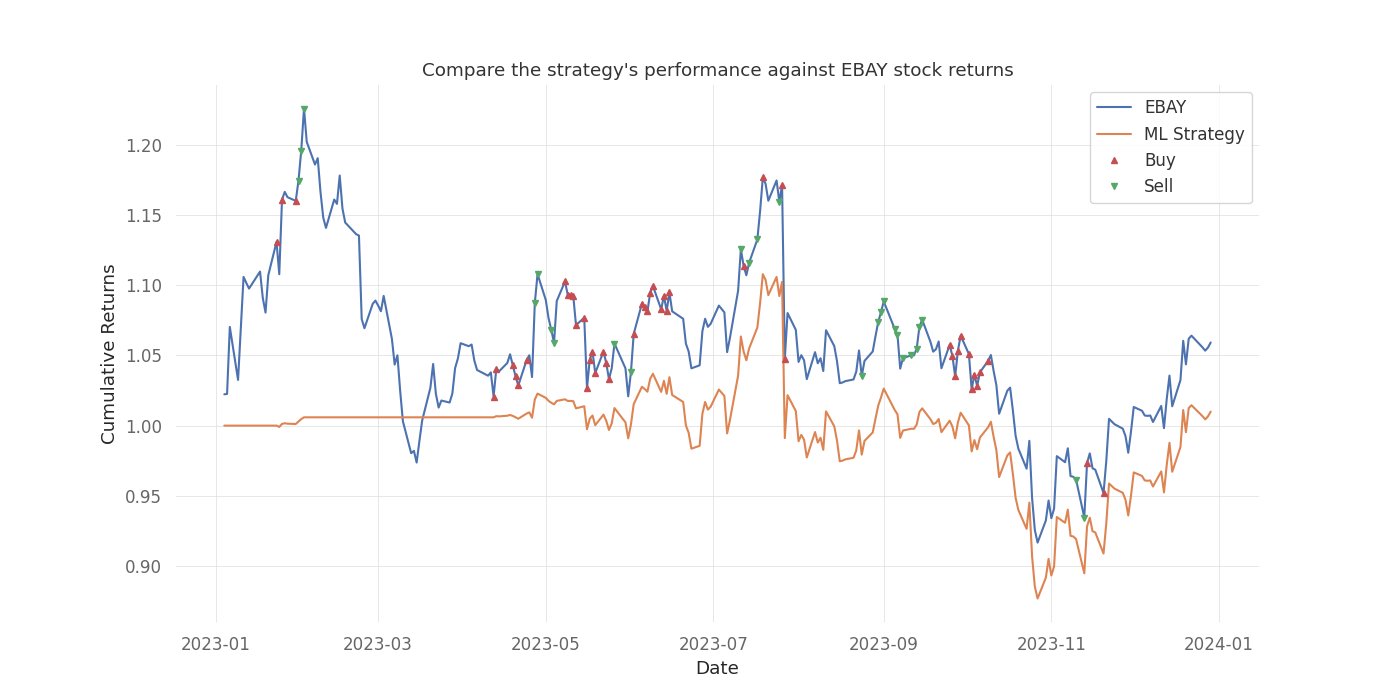 Compare the strategy's performance against EBAY stock returns
EBAY
ML Strategy
Buy
Sell
Cumulative Returns
1.20
1.15
1.10
1.05
1.00
0.95
0.90
2023-01
2023-03
2023-05
2023-07
2023-09
2023-11
2024-01
Date